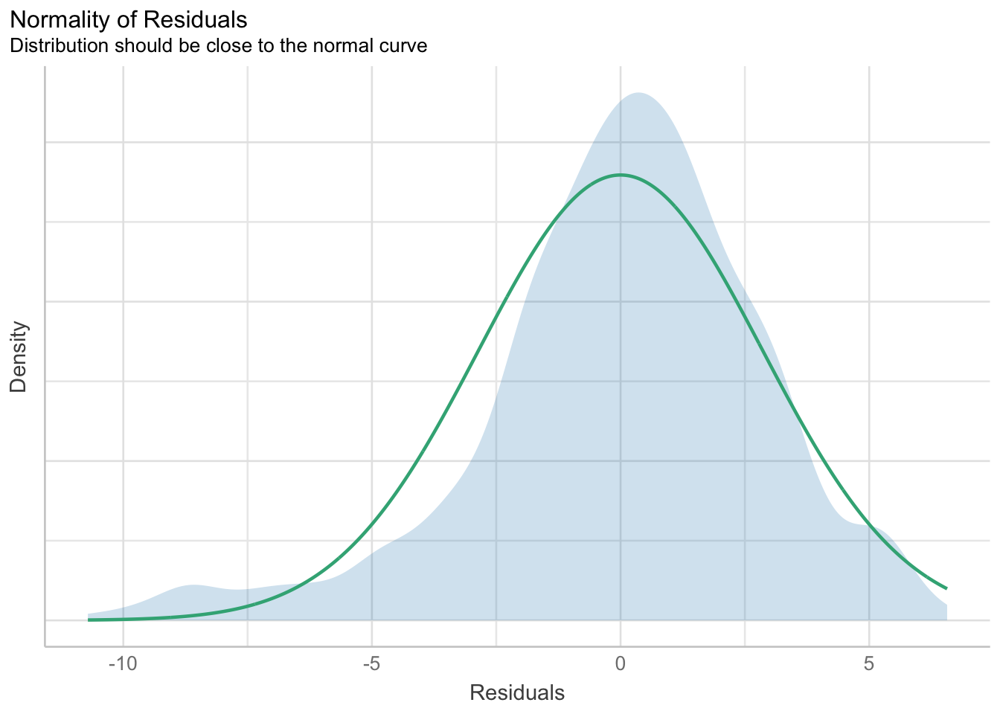 Normality of Residuals
Distribution should be close to the normal curve
Density
-10
-5
0
5
Residuals